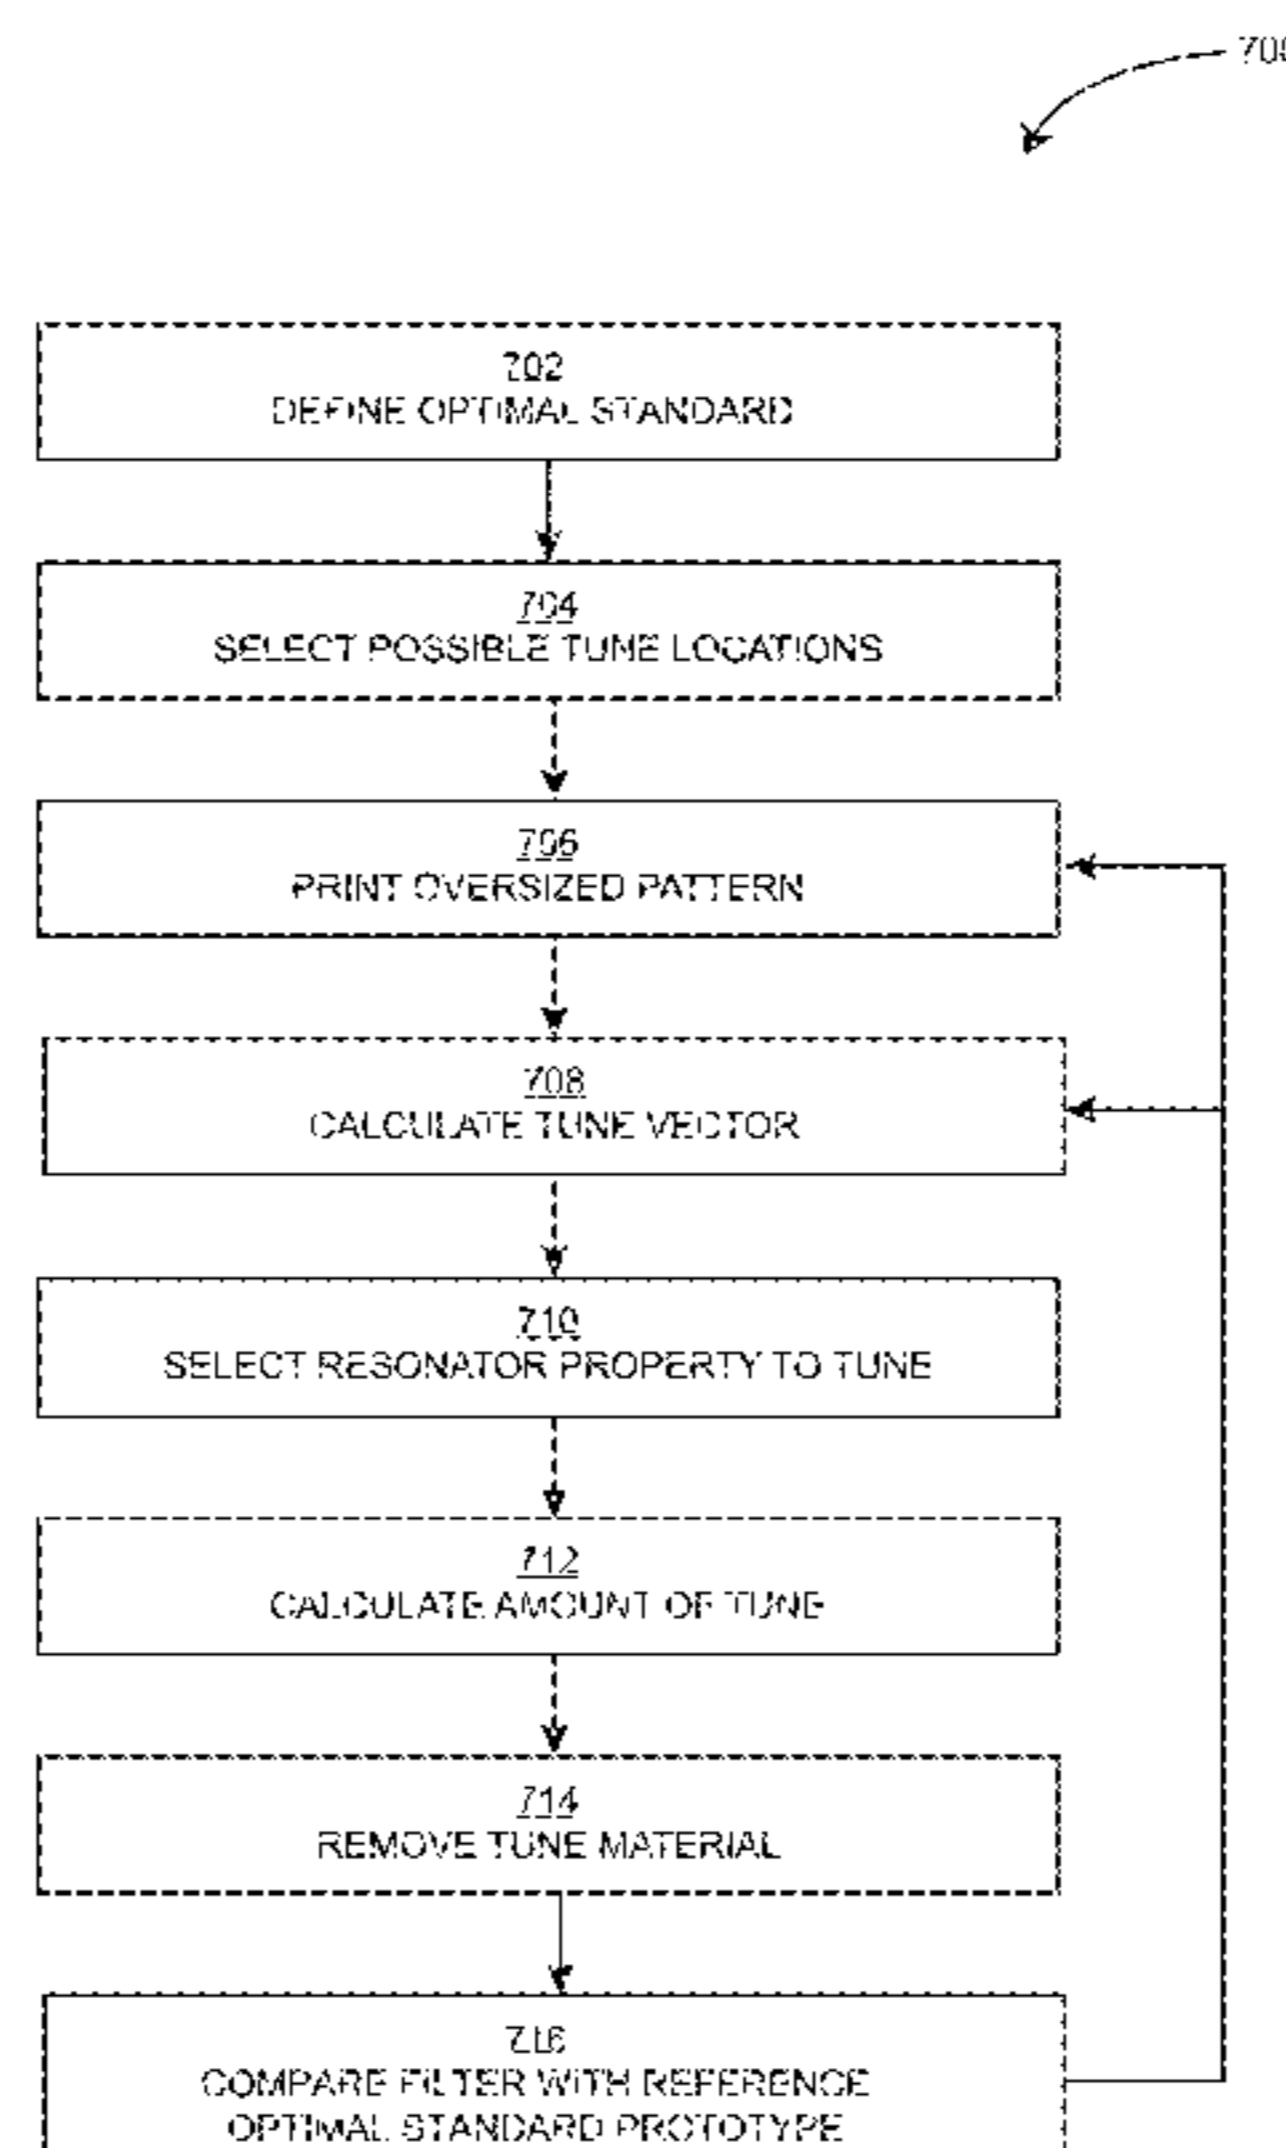 702
DEFINE OPTIMAL STANDARD
704
SELECT POSSIBLE TUNE LOCATIONS
706
PRINT OVERSIZED PATTERN
708
CALCULATE TUNE VECTOR
710
SELECT RESONATOR PROPERTY TO TUNE
712
CALCULATE AMOUNT OF TUNE
714
REMOVE TUNE MATERIAL
716
COMPARE FILTER WITH REFERENCE
OPTIMAL STANDARD PROTOTYPE